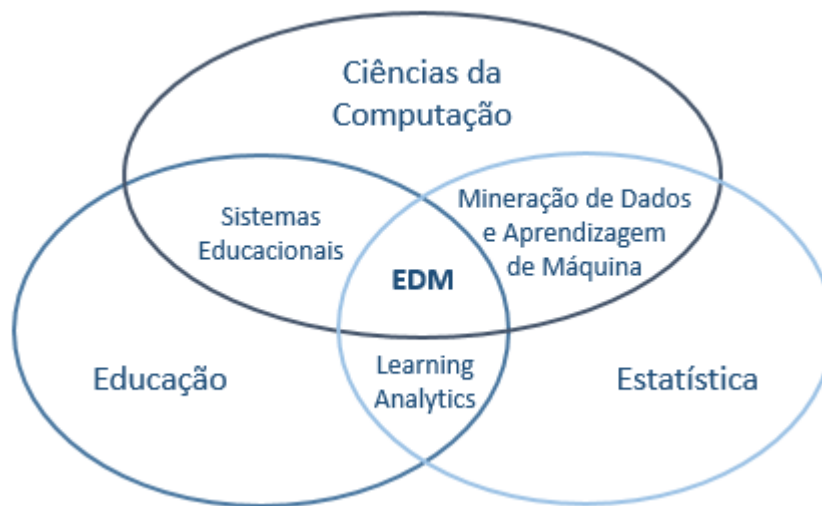 Ciências da
Computação
Sistemas
Educacionais
Mineração de Dados
e Aprendizagem
de Máquina
EDM
Educação
Learning
Analytics
Estatística